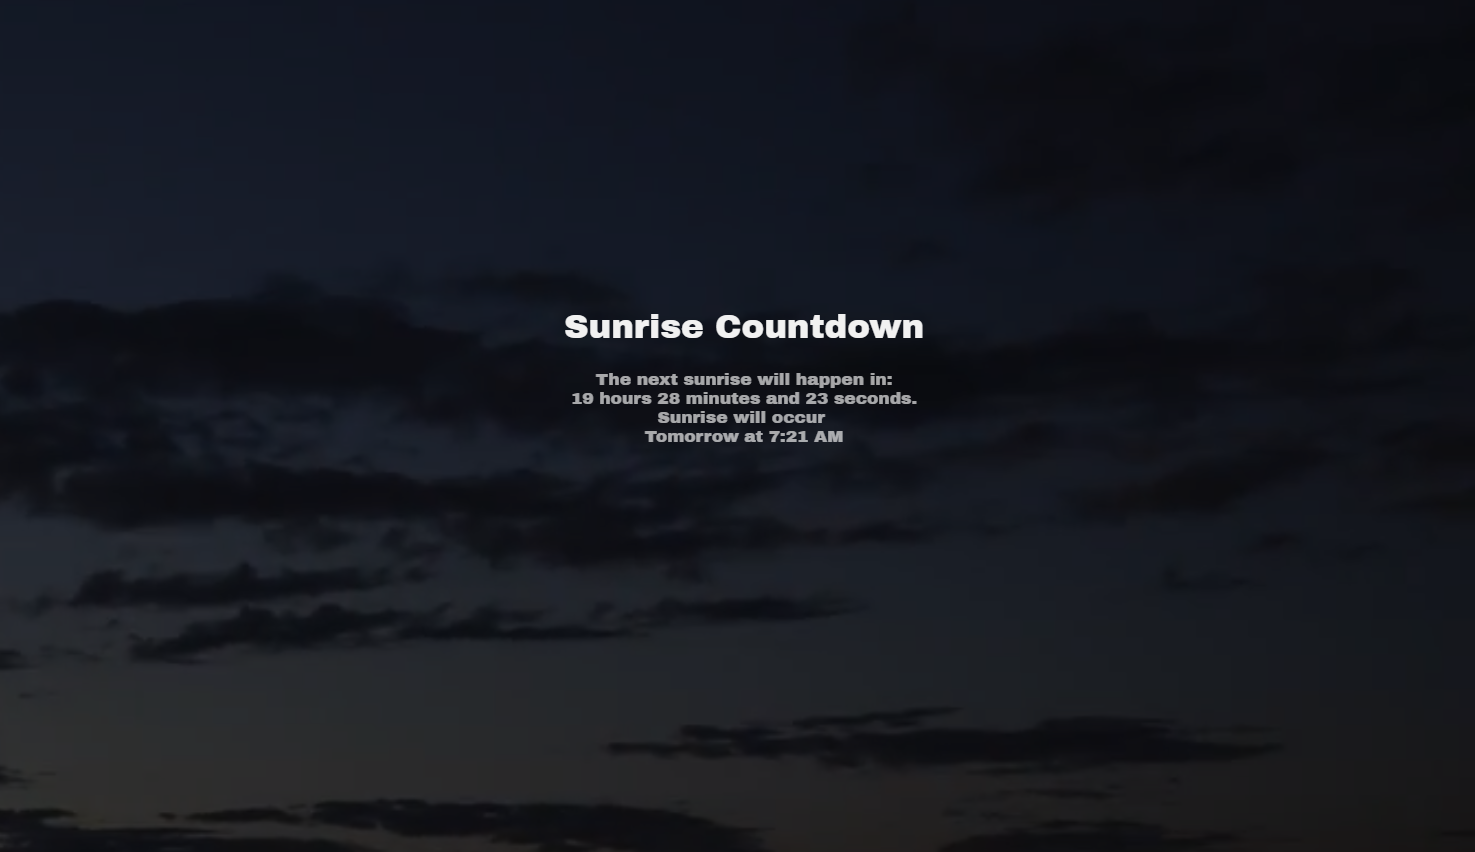 Sunrise Countdown
The next sunrise will happen in:
19 hours 28 minutes and 23 seconds.
Sunrise will occur
Tomorrow at 7:21 AM